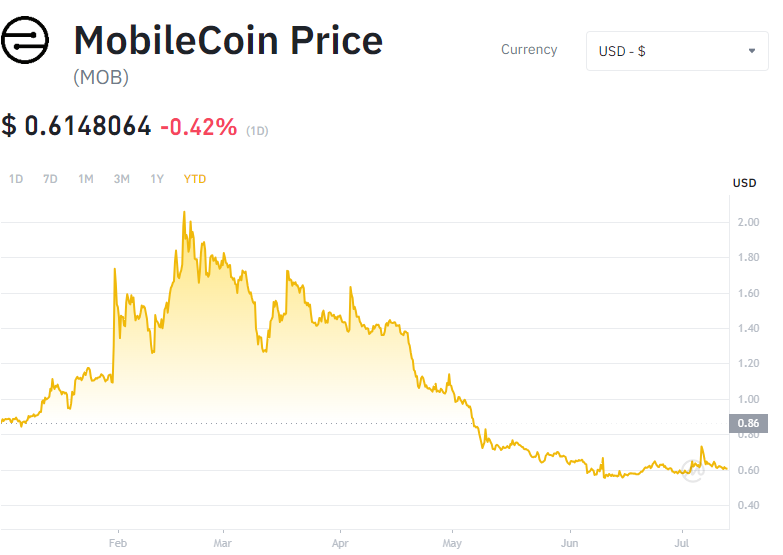 MobileCoin Price
(MOB)
Currency
USD - $
$ 0.6148064 -0.42% (1D)
1D 7D 1M 3M 1Y YTD
USD
2.00
1.80
1.60
1.40
1.20
1.00
0.86
0.80
0.60
0.40
Feb Mar Apr May Jun Jul